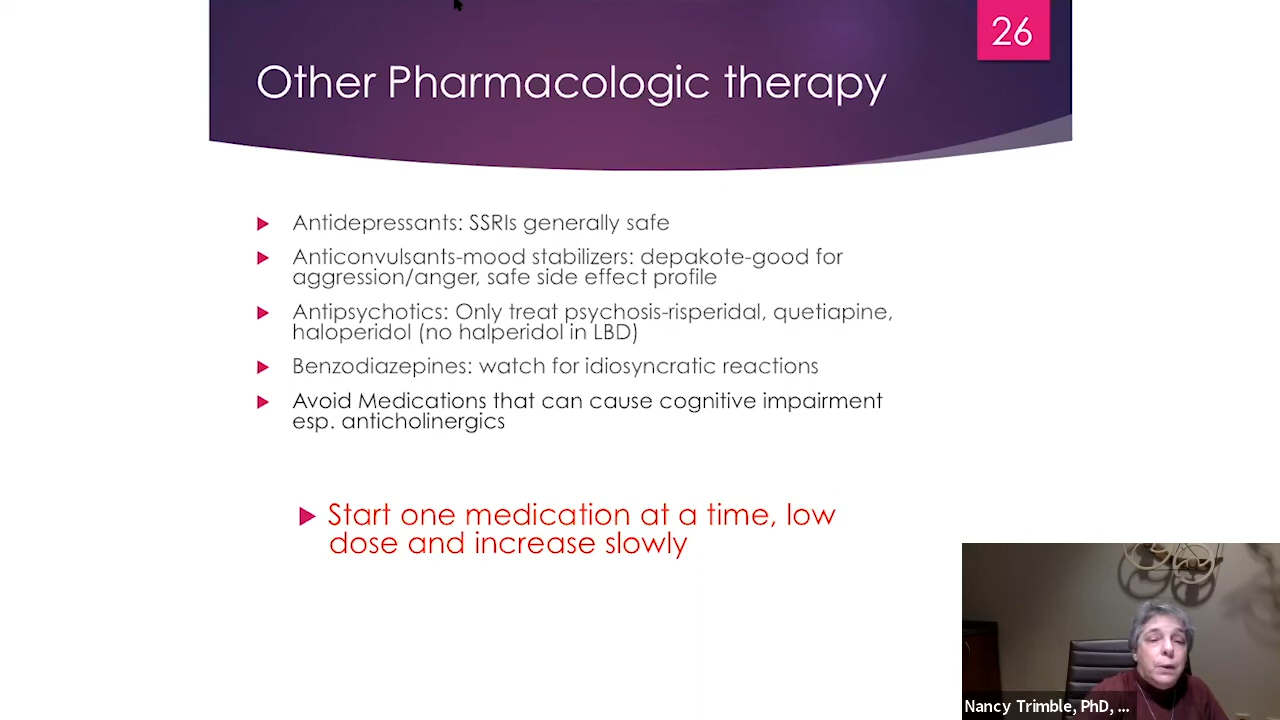 26
Other Pharmacologic therapy
Antidepressants: SSRIs generally safe
Anticonvulsants-mood stabilizers: depakote-good for
aggression/anger, safe side effect profile
Antipsychotics: Only treat psychosis-risperidal, quetiapine,
haloperidol (no halperidol in LBD)
Benzodiazepines: watch for idiosyncratic reactions
Avoid Medications that can cause cognitive impairment
esp. anticholinergics
Start one medication at a time, low
dose and increase slowly
Nancy Trimble, PhD, ...